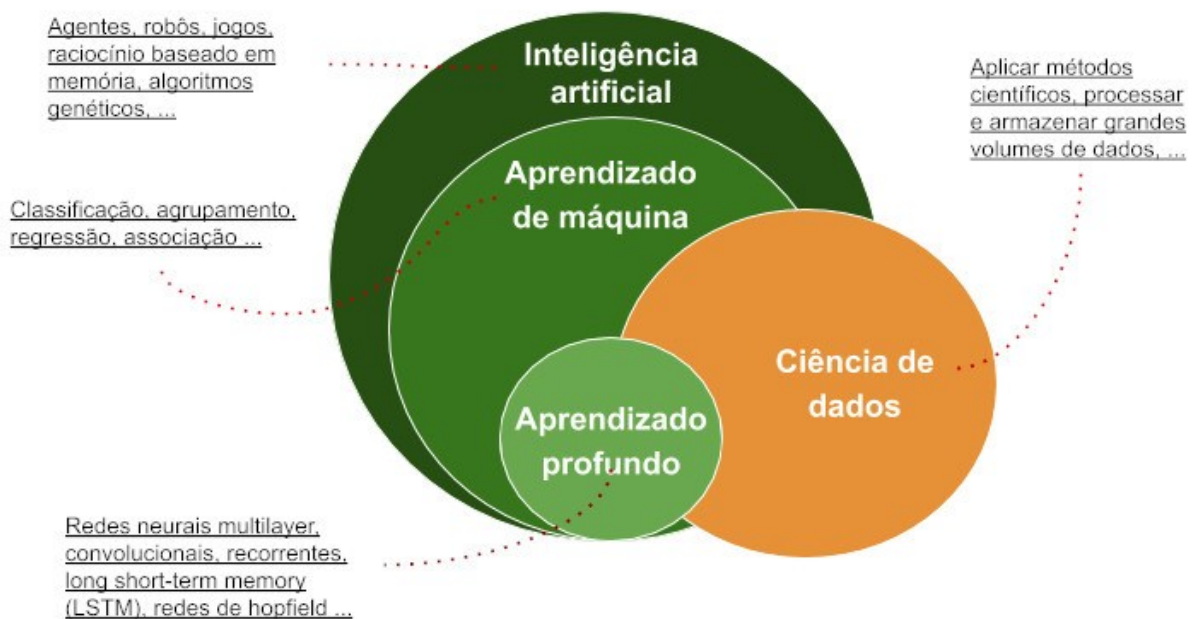 Agentes, robôs, jogos,
raciocínio baseado em
memória, algoritmos
genéticos, ...
Inteligência
artificial
Aplicar métodos
científicos, processar
e armazenar grandes
volumes de dados, ...
Aprendizado
de máquina
Classificação, agrupamento,
regressão, associação ...
Ciência de
dados
Aprendizado
profundo
Redes neurais multilayer,
convolucionais, recorrentes,
long short-term memory
(LSTM), redes de hopfield ...